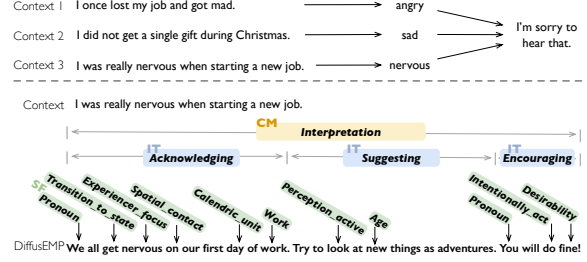 Context 1 I once lost my job and got mad. angry
Context 2 I did not get a single gift during Christmas. sad
I'm sorry to
hear that.
Context 3 I was really nervous when starting a new job. nervous
Context I was really nervous when starting a new job.
CM Interpretation
IT Acknowledging IT Suggesting IT Encouraging
SF Pronoun Transition_to_state Experiencer_focus Spatial_contact Calendric_unit Work Perception_active Age Pronoun Intentionally_act Desirability
DiffusEMP We all get nervous on our first day of work. Try to look at new things as adventures. You will do fine!